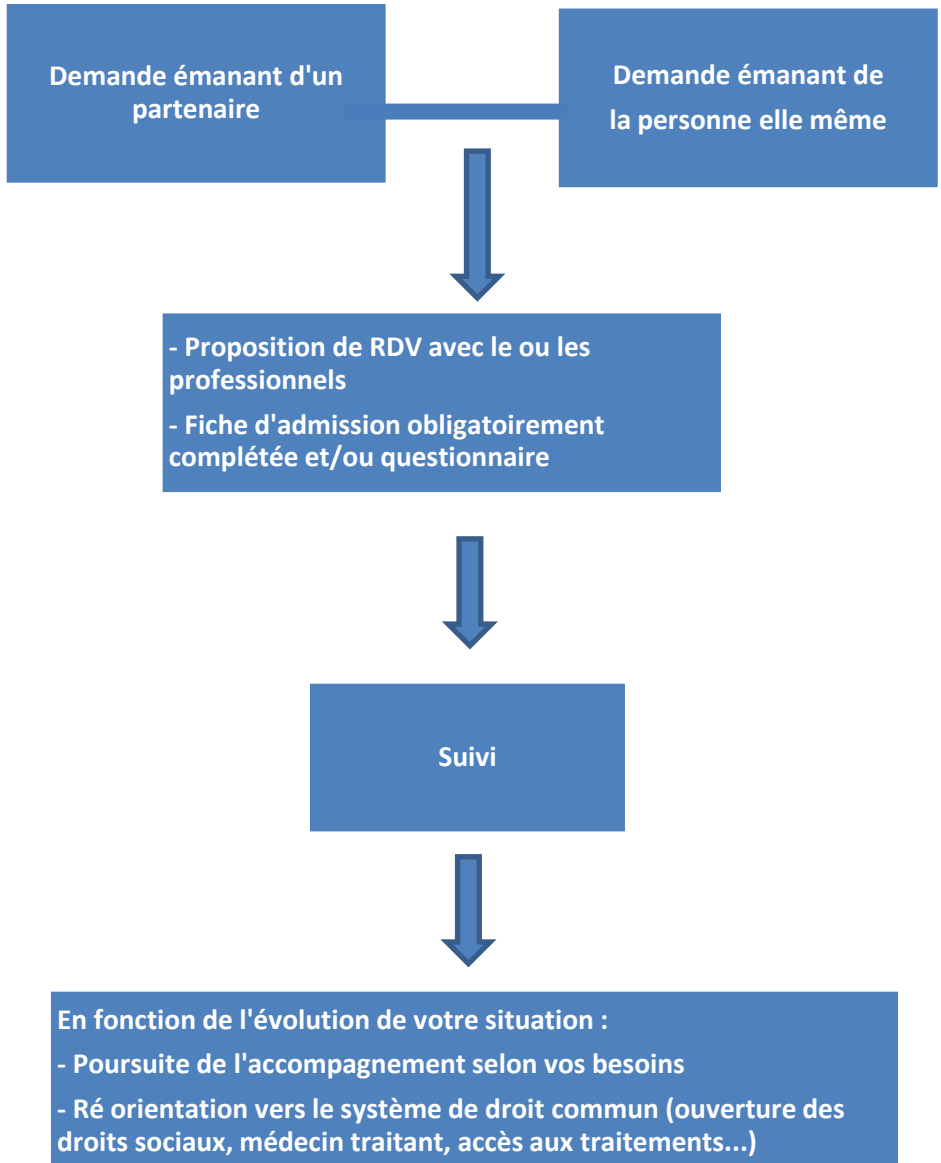 Demande émanant d'un
partenaire
Demande émanant de
la personne elle même
- Proposition de RDV avec le ou les
professionnels
- Fiche d'admission obligatoirement
complétée et/ou questionnaire
Suivi
En fonction de l'évolution de votre situation :
- Poursuite de l'accompagnement selon vos besoins
- Ré orientation vers le système de droit commun (ouverture des
droits sociaux, médecin traitant, accès aux traitements...)